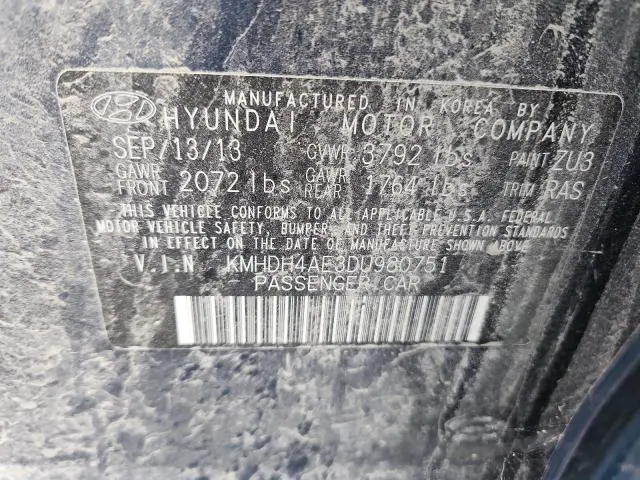 MANUFACTURED IN KOREA BY
HYUNDAI MOTOR COMPANY
SEP/13/13 GVWR 3792 lbs PAINT ZU3
GAWR FRONT 2072 lbs GAWR REAR 1764 lbs TRIM RAS
THIS VEHICLE CONFORMS TO ALL APPLICABLE U.S.A. FEDERAL
MOTOR VEHICLE SAFETY, BUMPER, AND THEFT PREVENTION STANDARDS
IN EFFECT ON THE DATE OF MANUFACTURE SHOWN ABOVE.
V.I.N KMHDH4AE3DU980751
PASSENGER CAR